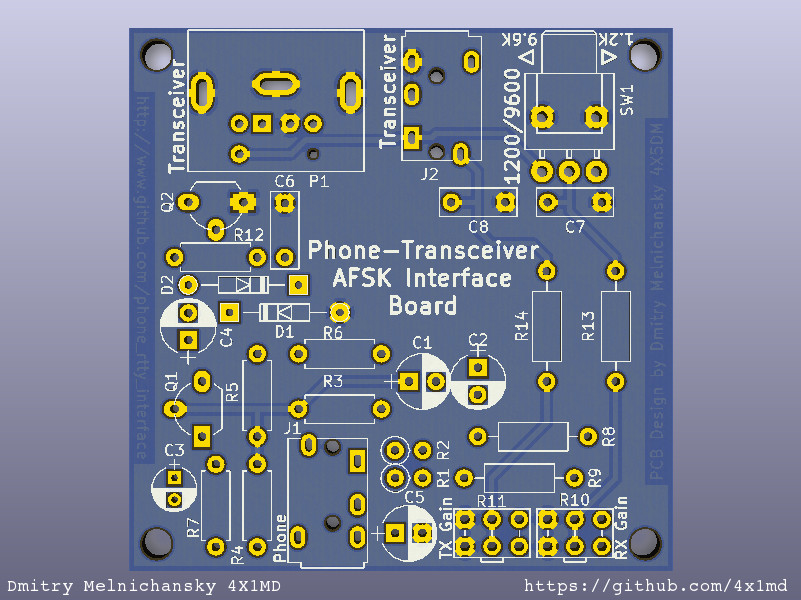 1.2K
9.6K
Transceiver
Transceiver
1200/9600
SW1
http://www.github.com/phone_rtty_interface
P1
J2
C6
Q2
R12
C8
C7
PCB Design by Dmitry Melnichansky 4X5DM
Phone-Transceiver
AFSK Interface
Board
D2
C4
D1
R6
R14
R13
C1
C2
Q1
R5
R3
J1
C3
R2
R1
R8
R9
C5
R11
R10
R7
R4
Phone
TX Gain
RX Gain
Dmitry Melnichansky 4X1MD
https://github.com/4x1md